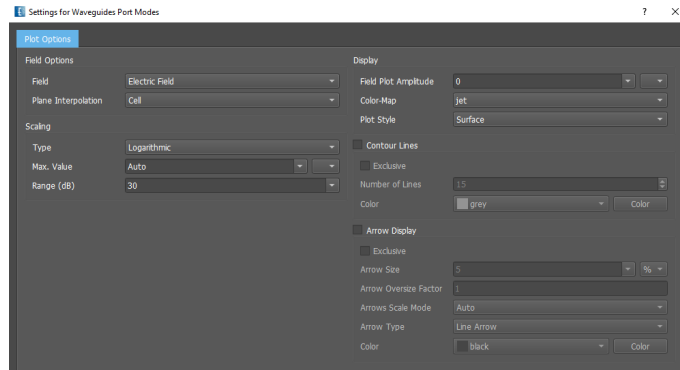 Settings for Waveguides Port Modes
? ×
Plot Options
Field Options
Field Electric Field
Plane Interpolation Cell
Scaling
Type Logarithmic
Max. Value Auto
Range (dB) 30
Display
Field Plot Amplitude 0
Color-Map jet
Plot Style Surface
Contour Lines
Exclusive
Number of Lines 15
Color grey Color
Arrow Display
Exclusive
Arrow Size 5 %
Arrow Oversize Factor 1
Arrows Scale Mode Auto
Arrow Type Line Arrow
Color black Color